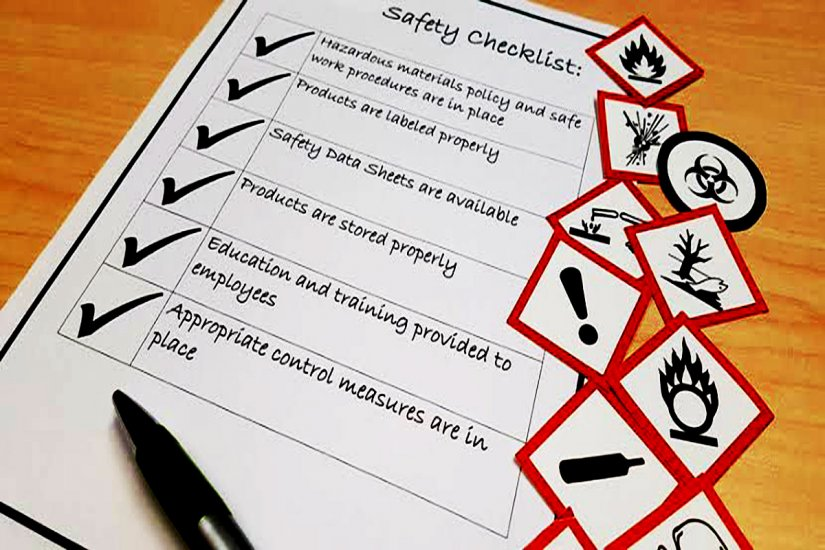 Safety Checklist:
Hazardous materials policy and safe
work procedures are in place
Products are labeled properly
Safety Data Sheets are available
Products are stored properly
Education and training provided to
employees
Appropriate control measures are in
place